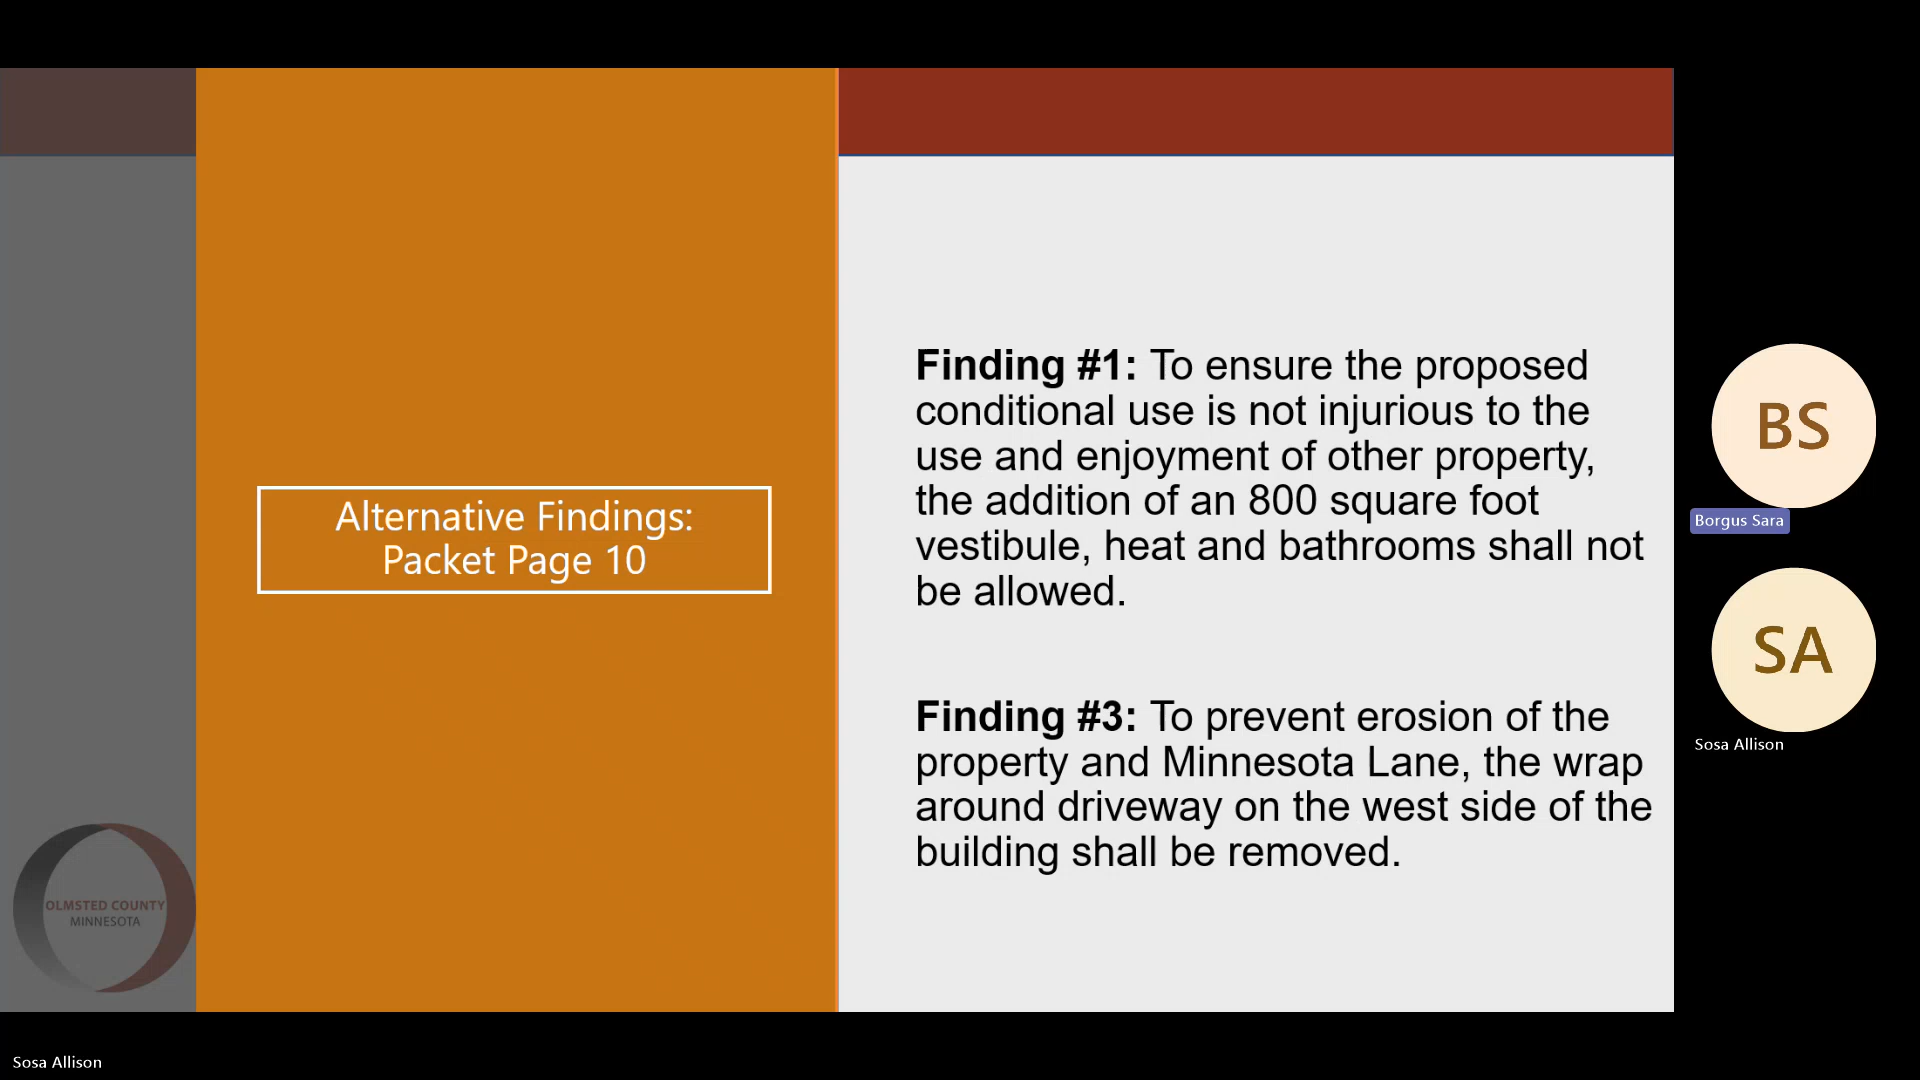 Alternative Findings:
Packet Page 10
Finding #1: To ensure the proposed
conditional use is not injurious to the
use and enjoyment of other property,
the addition of an 800 square foot
vestibule, heat and bathrooms shall not
be allowed.
Finding #3: To prevent erosion of the
property and Minnesota Lane, the wrap
around driveway on the west side of the
building shall be removed.
OLMSTED COUNTY
MINNESOTA
BS
Borgus Sara
SA
Sosa Allison
Sosa Allison